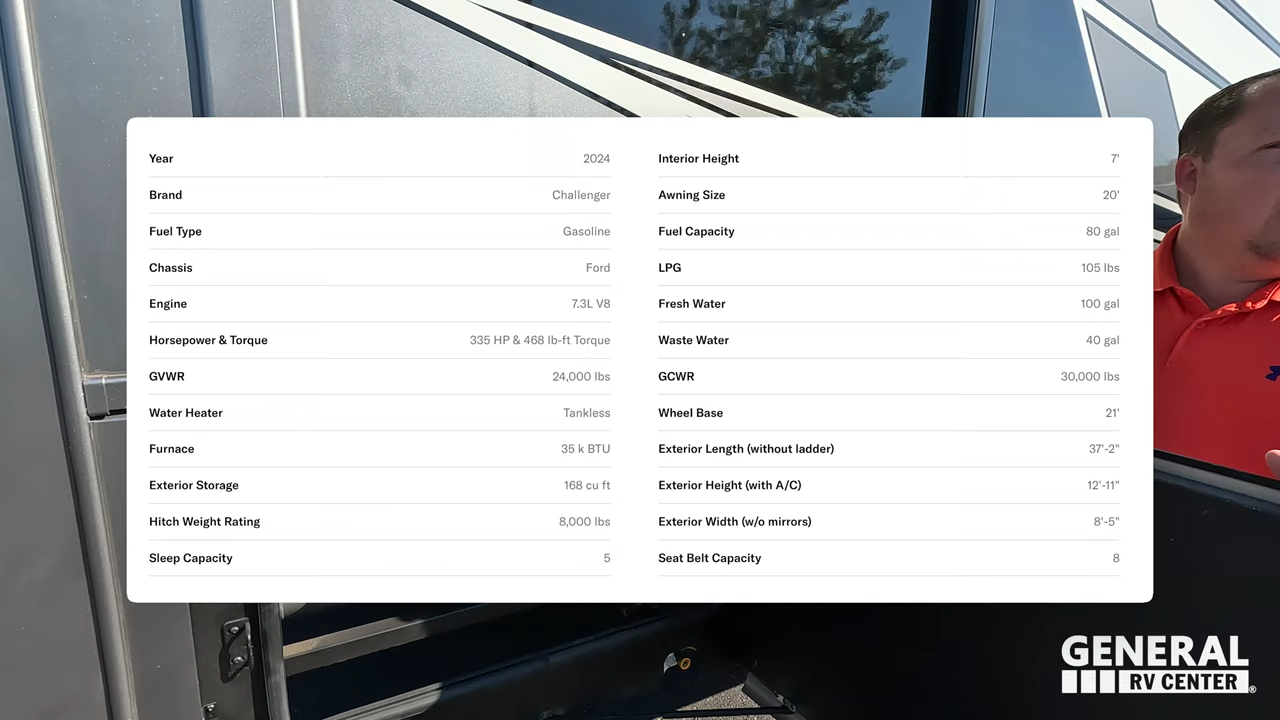 Year 2024
Brand Challenger
Fuel Type Gasoline
Chassis Ford
Engine 7.3L V8
Horsepower & Torque 335 HP & 468 lb-ft Torque
GVWR 24,000 lbs
Water Heater Tankless
Furnace 35 k BTU
Exterior Storage 168 cu ft
Hitch Weight Rating 8,000 lbs
Sleep Capacity 5
Interior Height 7'
Awning Size 20'
Fuel Capacity 80 gal
LPG 105 lbs
Fresh Water 100 gal
Waste Water 40 gal
GCWR 30,000 lbs
Wheel Base 21'
Exterior Length (without ladder) 37'-2"
Exterior Height (with A/C) 12'-11"
Exterior Width (w/o mirrors) 8'-5"
Seat Belt Capacity 8
GENERAL
RV CENTER®